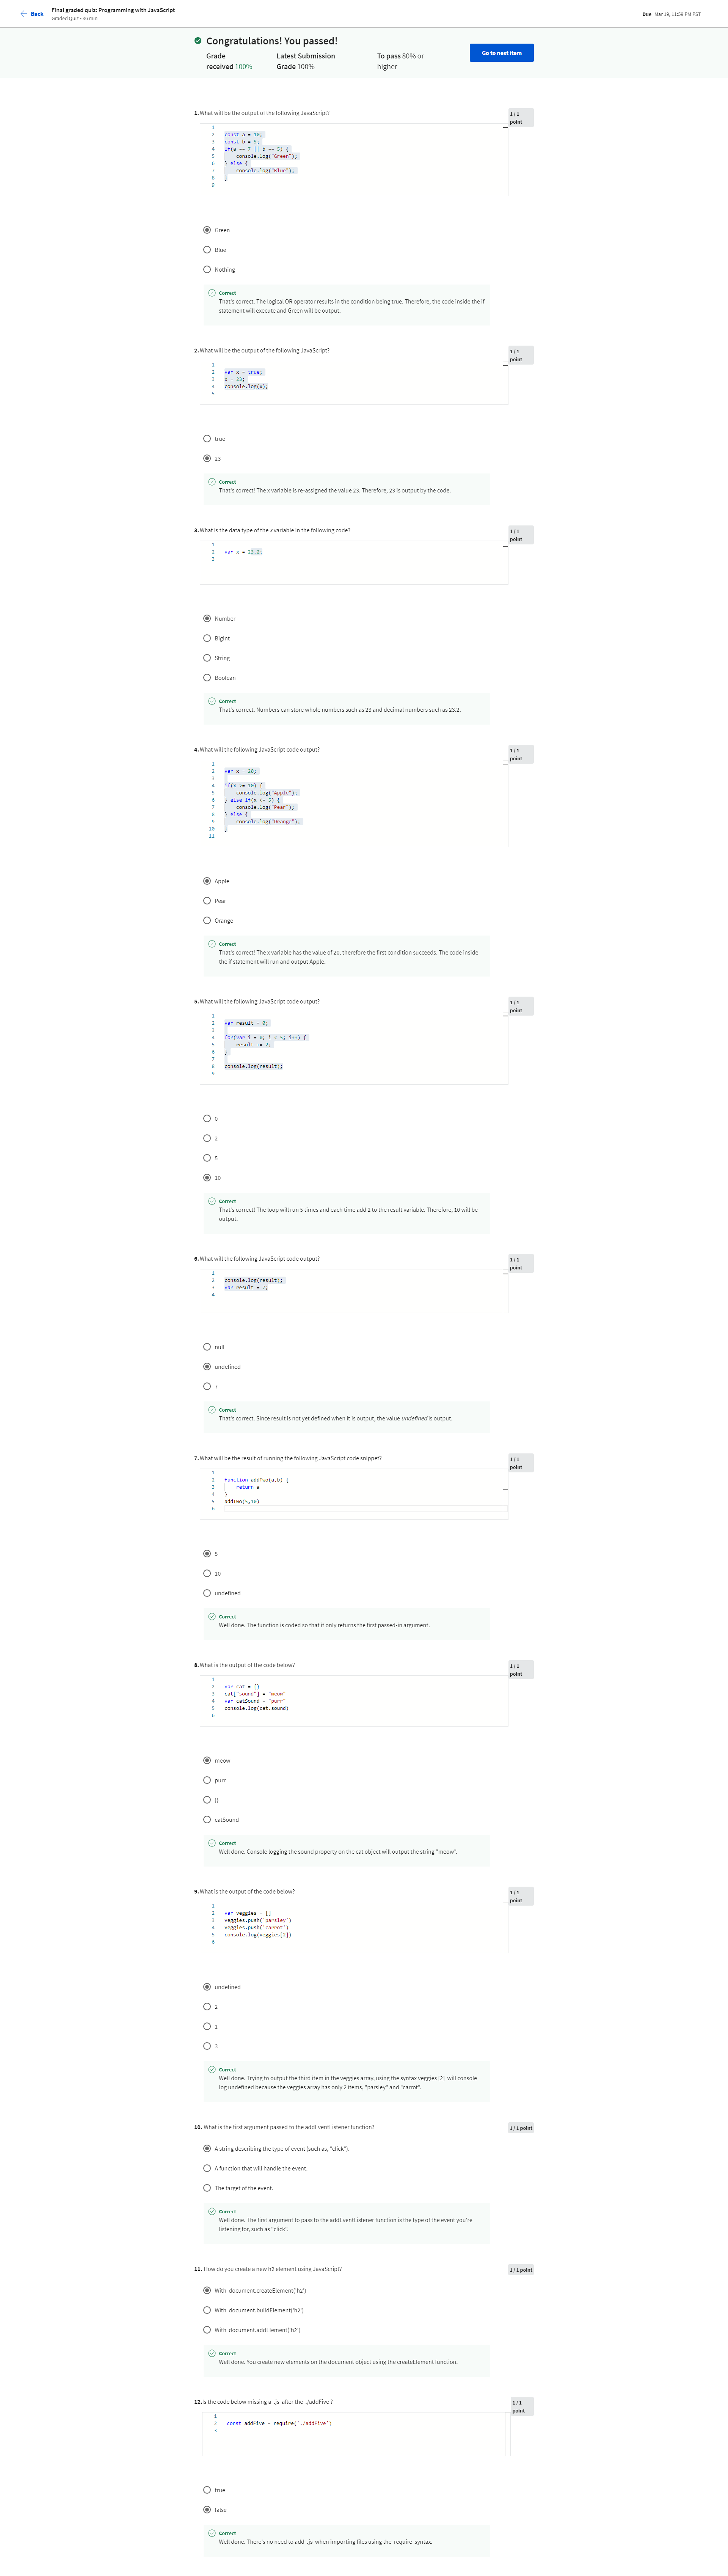 Back
Final graded quiz: Programming with JavaScript
Graded Quiz • 36 min
Due Mar 19, 11:59 PM PST
Congratulations! You passed!
Grade
received 100%
Latest Submission
Grade 100%
To pass 80% or
higher
Go to next item
1. What will be the output of the following JavaScript?
1 / 1
point
1
2 const a = 10;
3 const b = 5;
4 if(a == 7 || b == 5) {
5 console.log("Green");
6 } else {
7 console.log("Blue");
8 }
9
Green
Blue
Nothing
Correct
That's correct. The logical OR operator results in the condition being true. Therefore, the code inside the if
statement will execute and Green will be output.
2. What will be the output of the following JavaScript?
1 / 1
point
1
2 var x = true;
3 x = 23;
4 console.log(x);
5
true
23
Correct
That's correct! The x variable is re-assigned the value 23. Therefore, 23 is output by the code.
3. What is the data type of the x variable in the following code?
1 / 1
point
1
2 var x = 23.2;
3
Number
BigInt
String
Boolean
Correct
That's correct. Numbers can store whole numbers such as 23 and decimal numbers such as 23.2.
4. What will the following JavaScript code output?
1 / 1
point
1
2 var x = 20;
3
4 if(x >= 10) {
5 console.log("Apple");
6 } else if(x <= 5) {
7 console.log("Pear");
8 } else {
9 console.log("Orange");
10 }
11
Apple
Pear
Orange
Correct
That's correct! The x variable has the value of 20, therefore the first condition succeeds. The code inside
the if statement will run and output Apple.
5. What will the following JavaScript code output?
1 / 1
point
1
2 var result = 0;
3
4 for(var i = 0; i < 5; i++) {
5 result += 2;
6 }
7
8 console.log(result);
9
0
2
5
10
Correct
That's correct! The loop will run 5 times and each time add 2 to the result variable. Therefore, 10 will be
output.
6. What will the following JavaScript code output?
1 / 1
point
1
2 console.log(result);
3 var result = 7;
4
null
undefined
7
Correct
That's correct. Since result is not yet defined when it is output, the value undefined is output.
7. What will be the result of running the following JavaScript code snippet?
1 / 1
point
1
2 function addTwo(a,b) {
3 return a
4 }
5 addTwo(5,10)
6
5
10
undefined
Correct
Well done. The function is coded so that it only returns the first passed-in argument.
8. What is the output of the code below?
1 / 1
point
1
2 var cat = {}
3 cat["sound"] = "meow"
4 var catSound = "purr"
5 console.log(cat.sound)
6
meow
purr
{}
catSound
Correct
Well done. Console logging the sound property on the cat object will output the string "meow".
9. What is the output of the code below?
1 / 1
point
1
2 var veggies = []
3 veggies.push('parsley')
4 veggies.push('carrot')
5 console.log(veggies[2])
6
undefined
2
1
3
Correct
Well done. Trying to output the third item in the veggies array, using the syntax veggies [2] will console
log undefined because the veggies array has only 2 items, "parsley" and "carrot".
10. What is the first argument passed to the addEventListener function?
1 / 1 point
A string describing the type of event (such as, "click").
A function that will handle the event.
The target of the event.
Correct
Well done. The first argument to pass to the addEventListener function is the type of the event you're
listening for, such as "click".
11. How do you create a new h2 element using JavaScript?
1 / 1 point
With document.createElement('h2')
With document.buildElement('h2')
With document.addElement('h2')
Correct
Well done. You create new elements on the document object using the createElement function.
12. Is the code below missing a .js after the ./addFive ?
1 / 1
point
1
2 const addFive = require('./addFive')
3
true
false
Correct
Well done. There's no need to add .js when importing files using the require syntax.